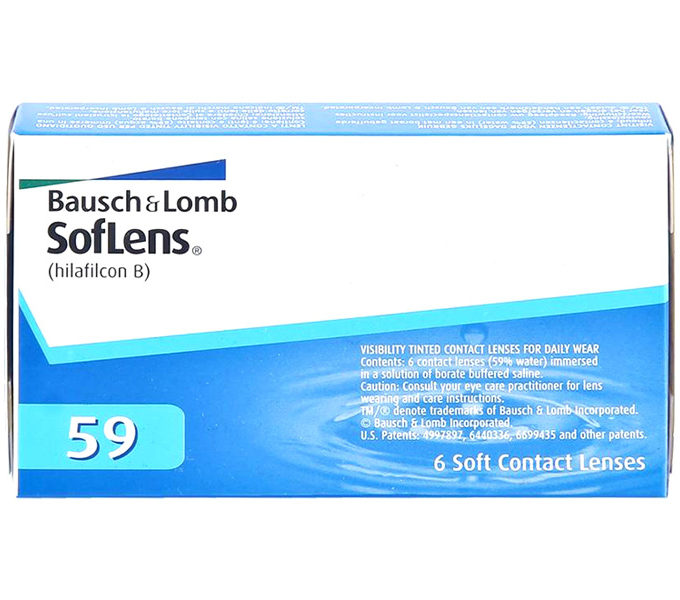 Bausch & Lomb
SofLens®
(hilafilcon B)
VISIBILITY TINTED CONTACT LENSES FOR DAILY WEAR
Contents: 6 contact lenses (59% water) immersed
in a solution of borate buffered saline.
Caution: Consult your eye care practitioner for lens
wearing and care instructions.
TM/® denote trademarks of Bausch & Lomb Incorporated.
© Bausch & Lomb Incorporated.
U.S. Patents: 4997897, 6440336, 6699435 and other patents.
59
6 Soft Contact Lenses